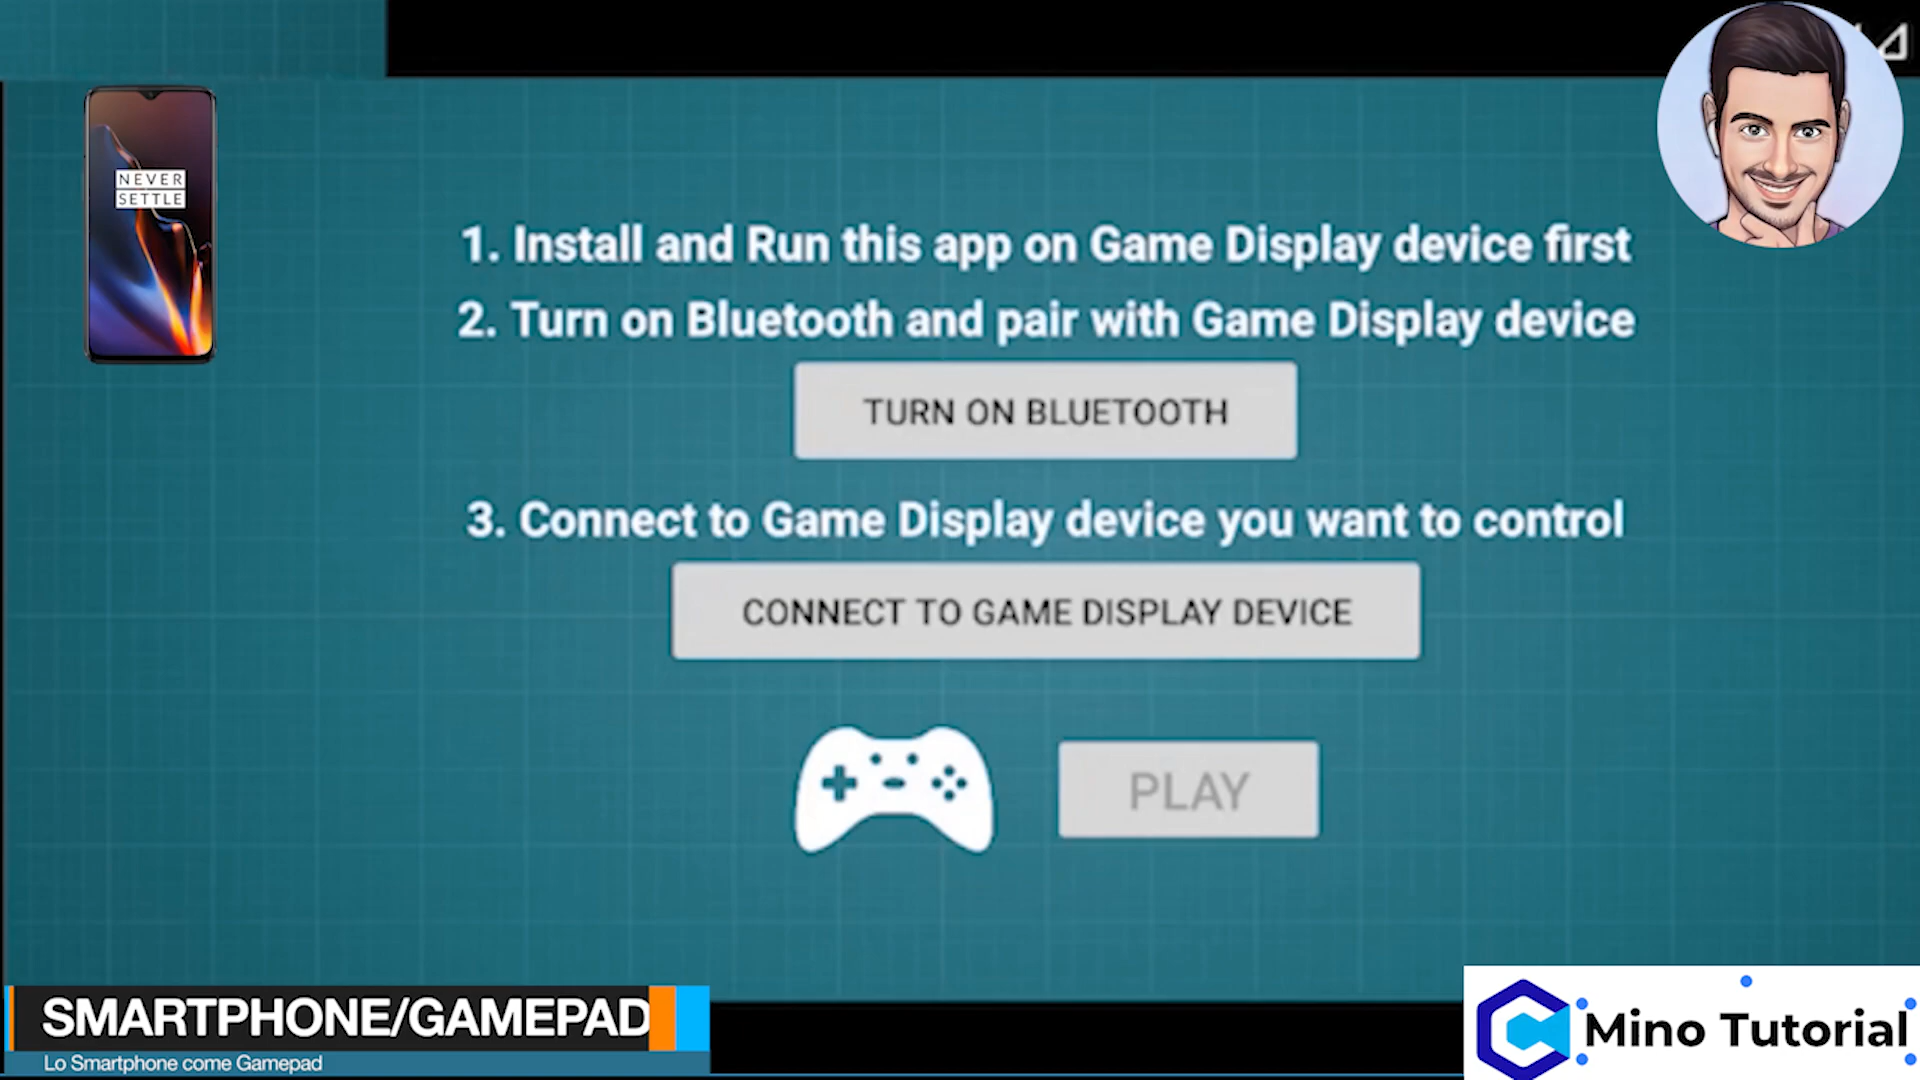 NEVER
SETTLE
1. Install and Run this app on Game Display device first
2. Turn on Bluetooth and pair with Game Display device
TURN ON BLUETOOTH
3. Connect to Game Display device you want to control
CONNECT TO GAME DISPLAY DEVICE
PLAY
SMARTPHONE/GAMEPAD
Lo Smartphone come Gamepad
Mino Tutorial